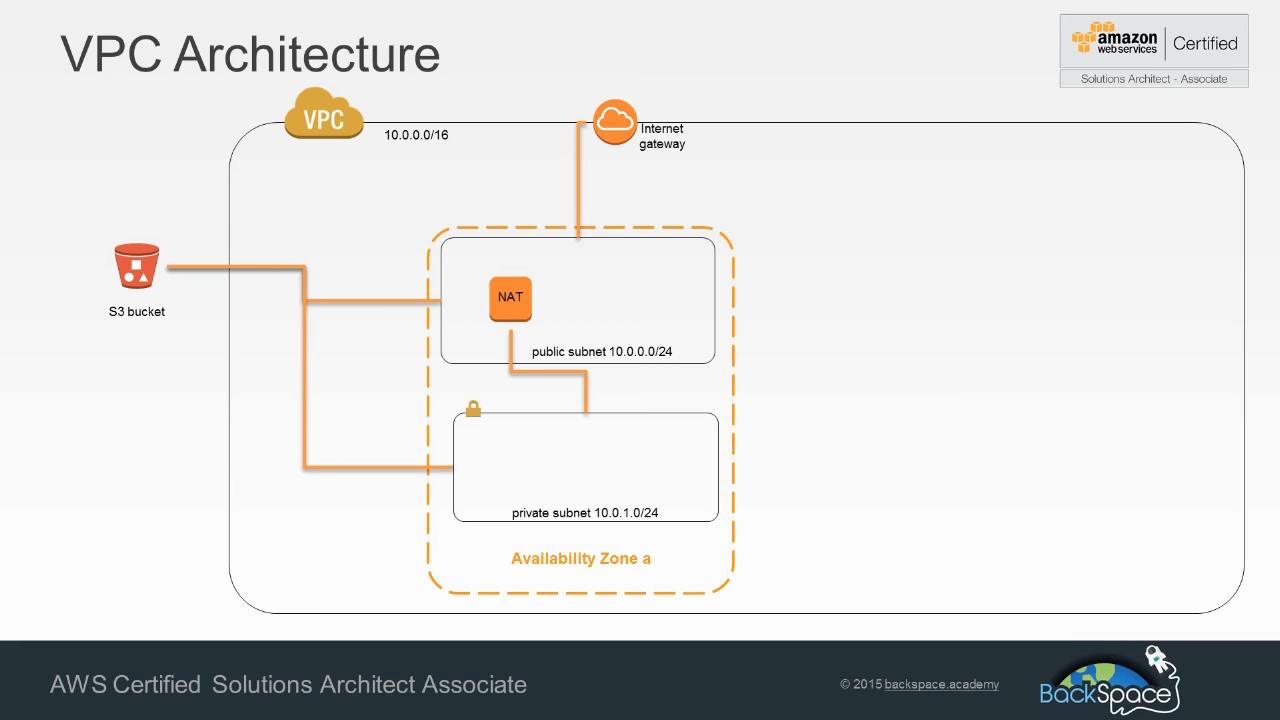 VPC Architecture
amazon
web services
Certified
Solutions Architect - Associate
VPC
10.0.0.0/16
Internet
gateway
S3 bucket
NAT
public subnet 10.0.0.0/24
private subnet 10.0.1.0/24
Availability Zone a
AWS Certified Solutions Architect Associate
© 2015 backspace.academy
BackSpace